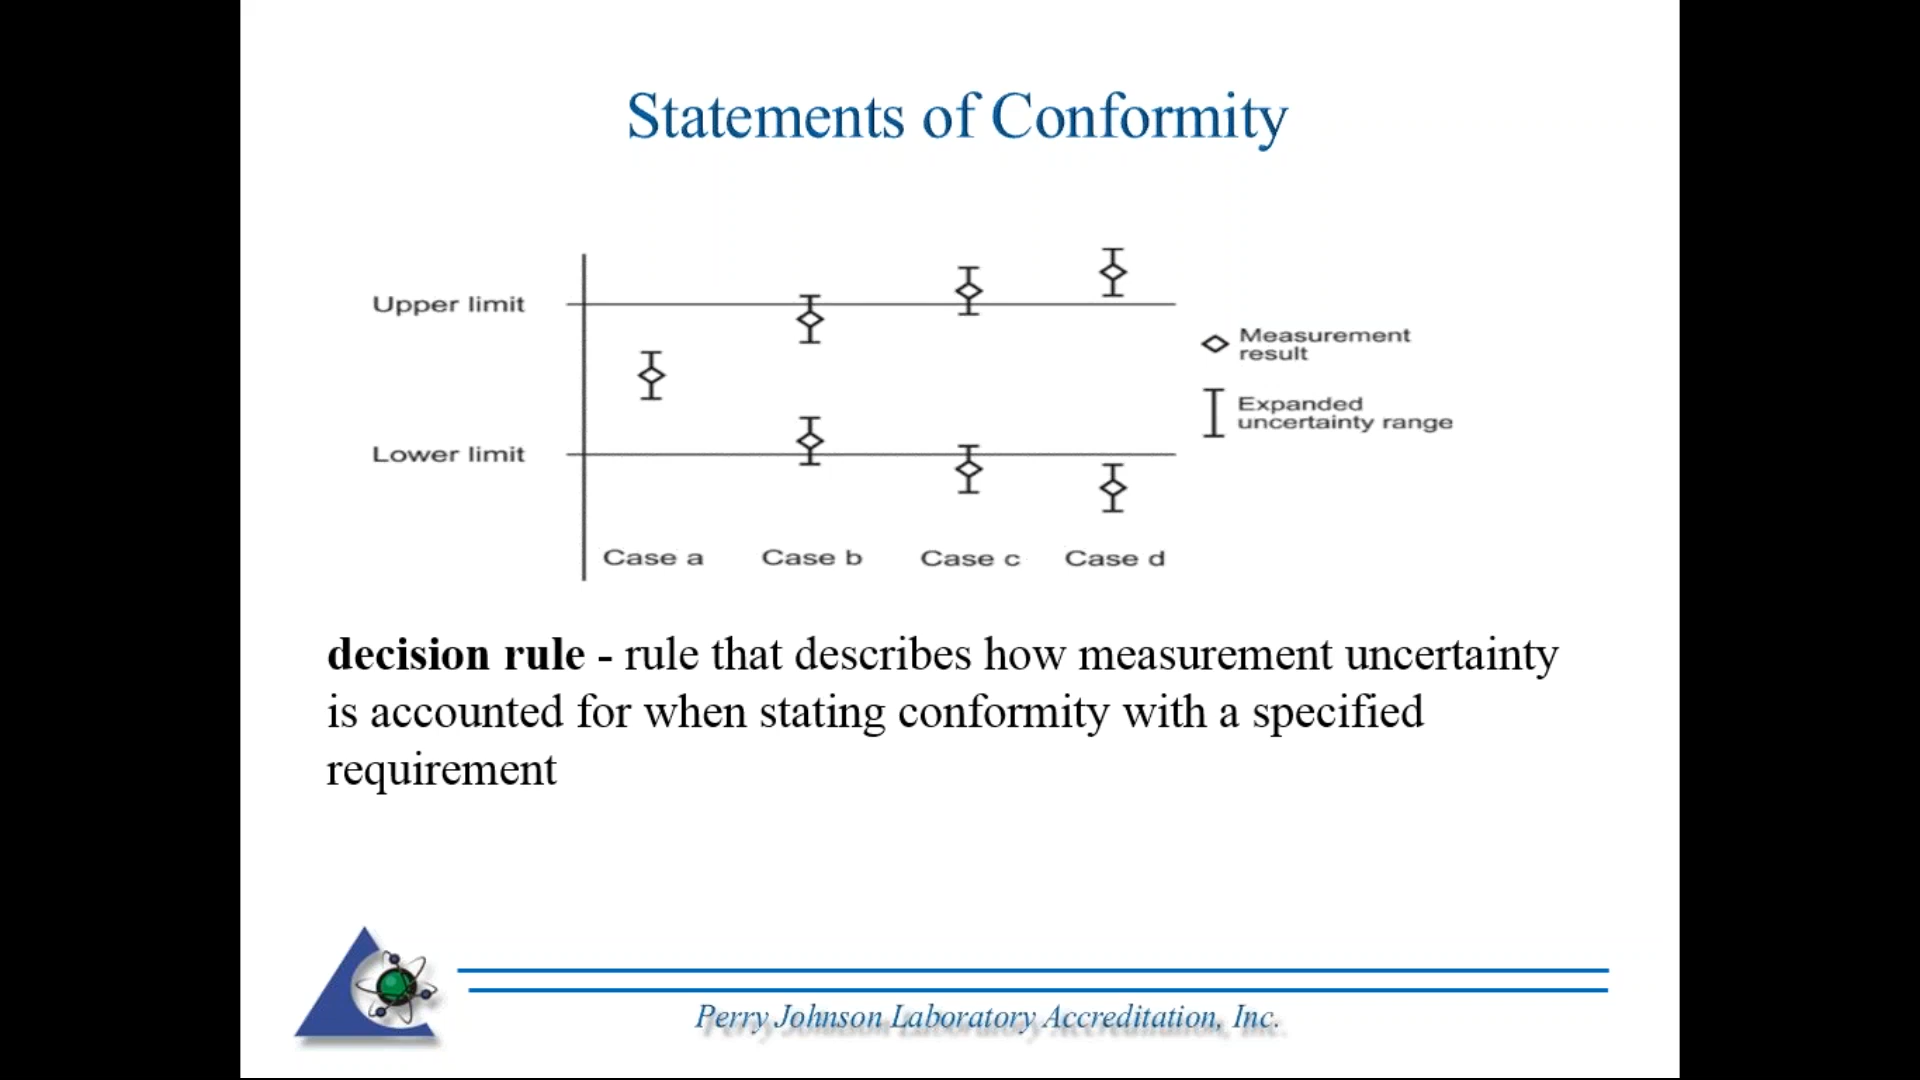 Statements of Conformity
Upper limit
Measurement
result
Expanded
uncertainty range
Lower limit
Case a
Case b
Case c
Case d
decision rule - rule that describes how measurement uncertainty
is accounted for when stating conformity with a specified
requirement
Perry Johnson Laboratory Accreditation, Inc.